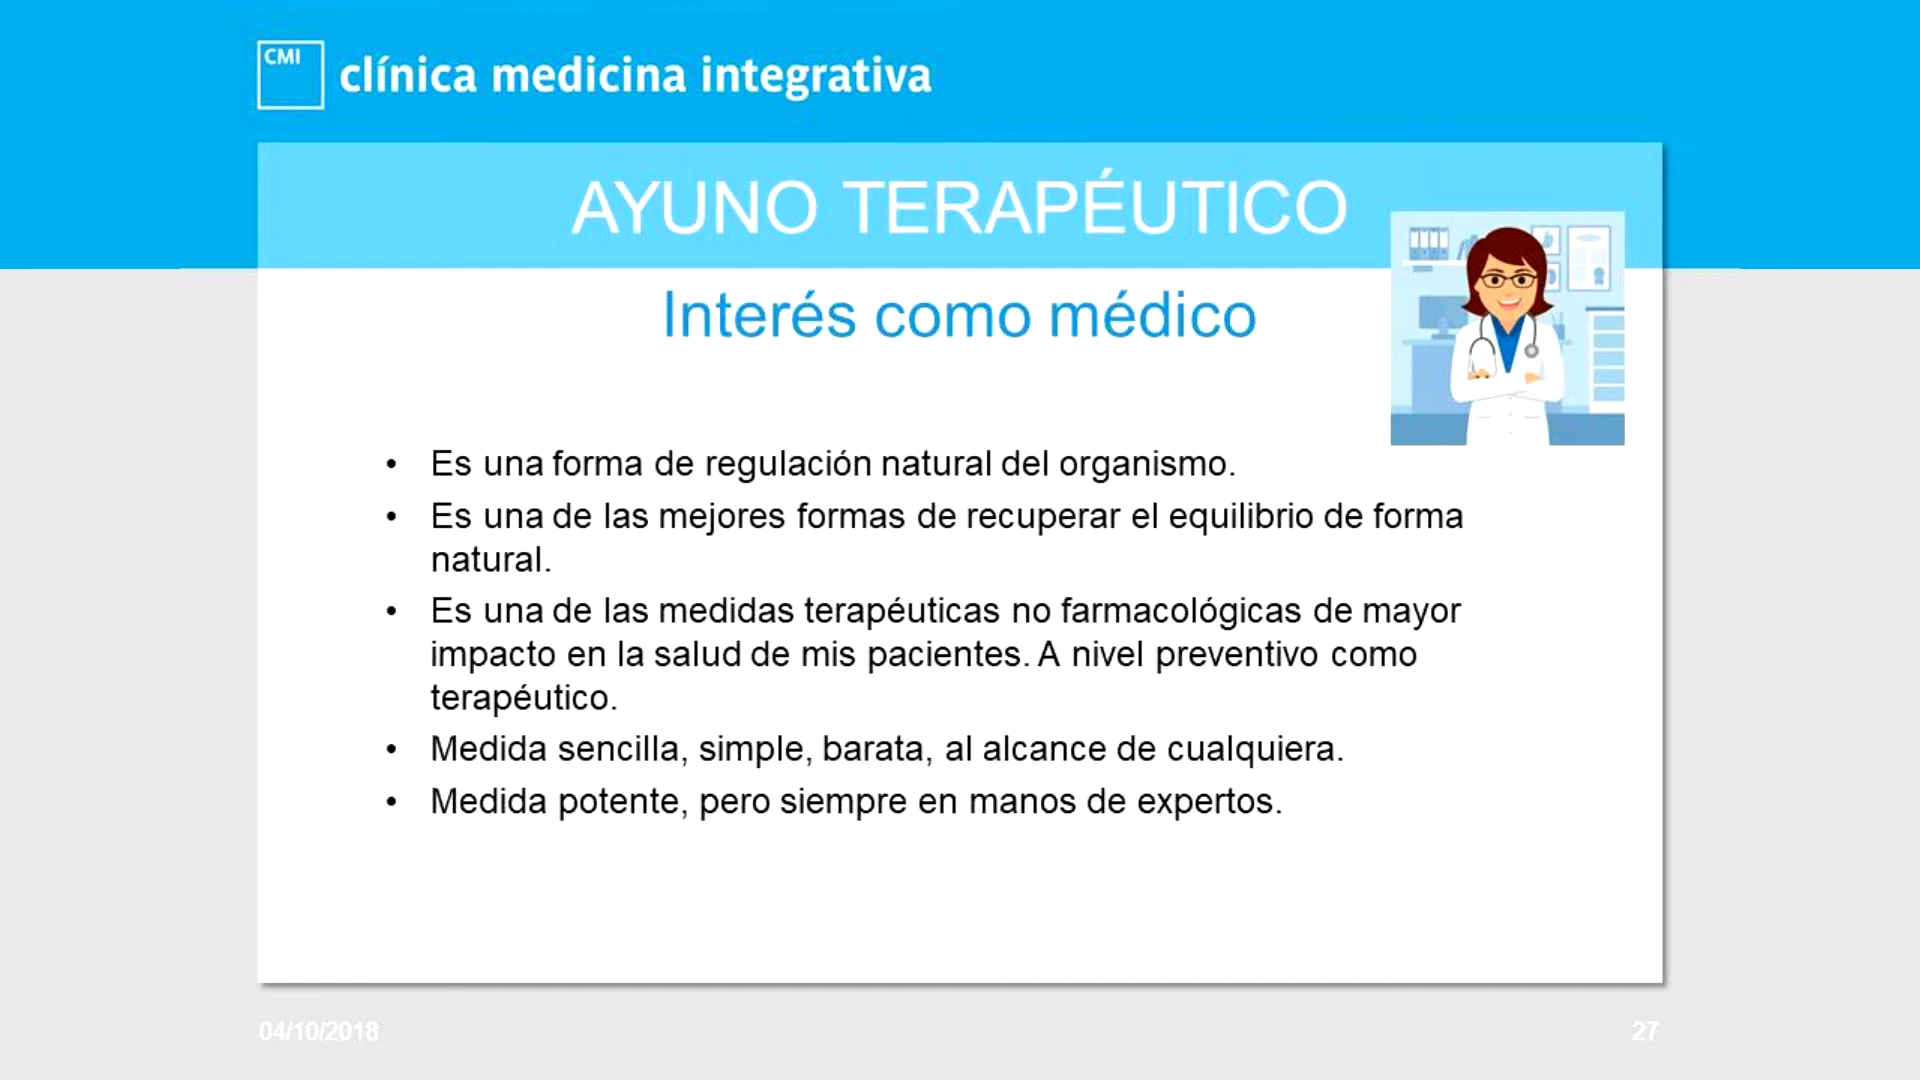 CMI
clínica medicina integrativa
AYUNO TERAPÉUTICO
Interés como médico
• Es una forma de regulación natural del organismo.
• Es una de las mejores formas de recuperar el equilibrio de forma
natural.
• Es una de las medidas terapéuticas no farmacológicas de mayor
impacto en la salud de mis pacientes. A nivel preventivo como
terapéutico.
• Medida sencilla, simple, barata, al alcance de cualquiera.
• Medida potente, pero siempre en manos de expertos.
04/10/2018
27